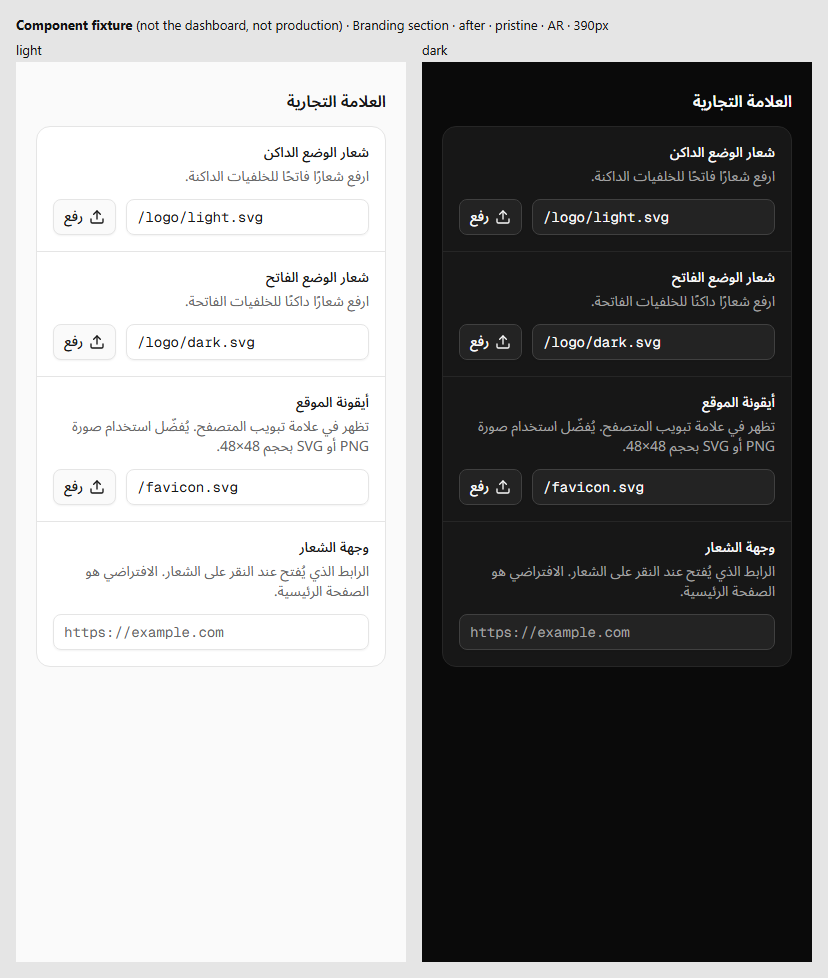 Component fixture (not the dashboard, not production) · Branding section · after · pristine · AR · 390px
light
العلامة التجارية
شعار الوضع الداكن
ارفع شعارًا فاتحًا للخلفيات الداكنة.
/logo/light.svg
رفع
شعار الوضع الفاتح
ارفع شعارًا داكنًا للخلفيات الفاتحة.
/logo/dark.svg
رفع
أيقونة الموقع
تظهر في علامة تبويب المتصفح. يُفضّل استخدام صورة
PNG أو SVG بحجم 48×48.
/favicon.svg
رفع
وجهة الشعار
الرابط الذي يُفتح عند النقر على الشعار. الافتراضي هو
الصفحة الرئيسية.
https://example.com
dark
العلامة التجارية
شعار الوضع الداكن
ارفع شعارًا فاتحًا للخلفيات الداكنة.
/logo/light.svg
رفع
شعار الوضع الفاتح
ارفع شعارًا داكنًا للخلفيات الفاتحة.
/logo/dark.svg
رفع
أيقونة الموقع
تظهر في علامة تبويب المتصفح. يُفضّل استخدام صورة
PNG أو SVG بحجم 48×48.
/favicon.svg
رفع
وجهة الشعار
الرابط الذي يُفتح عند النقر على الشعار. الافتراضي هو
الصفحة الرئيسية.
https://example.com